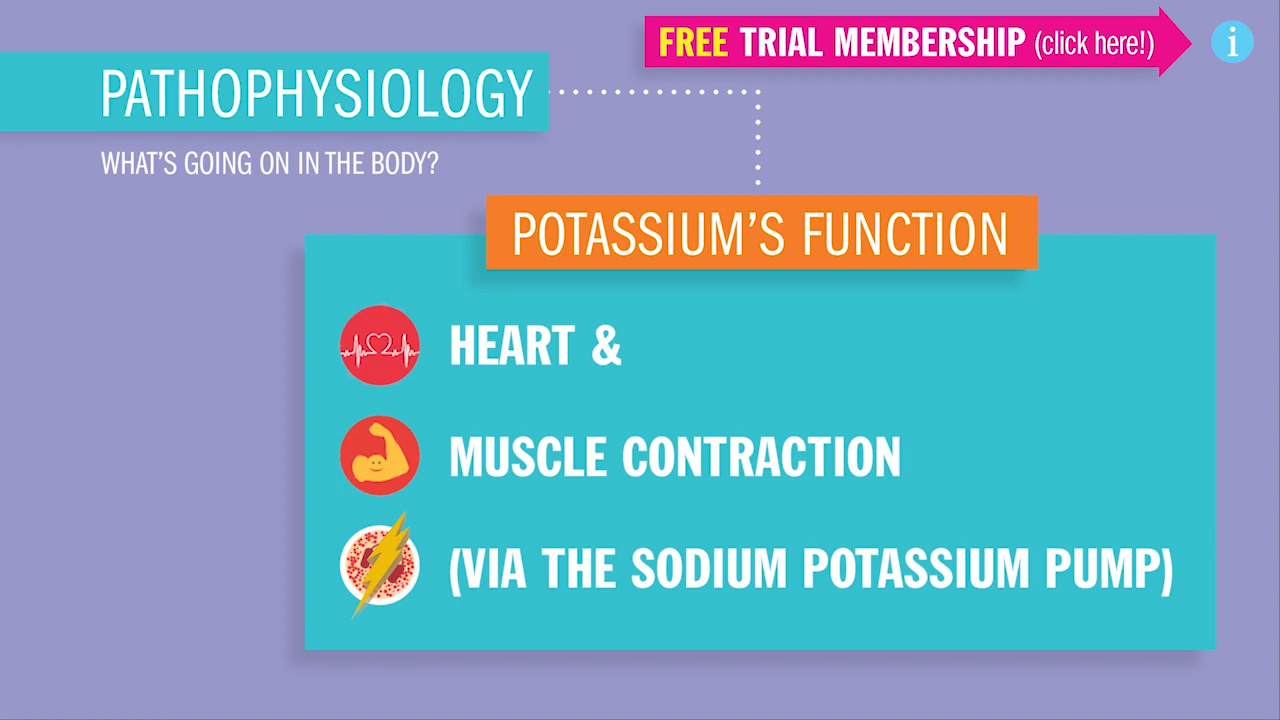 FREE TRIAL MEMBERSHIP (click here!)
i
PATHOPHYSIOLOGY
WHAT'S GOING ON IN THE BODY?
POTASSIUM'S FUNCTION
HEART &
MUSCLE CONTRACTION
(VIA THE SODIUM POTASSIUM PUMP)